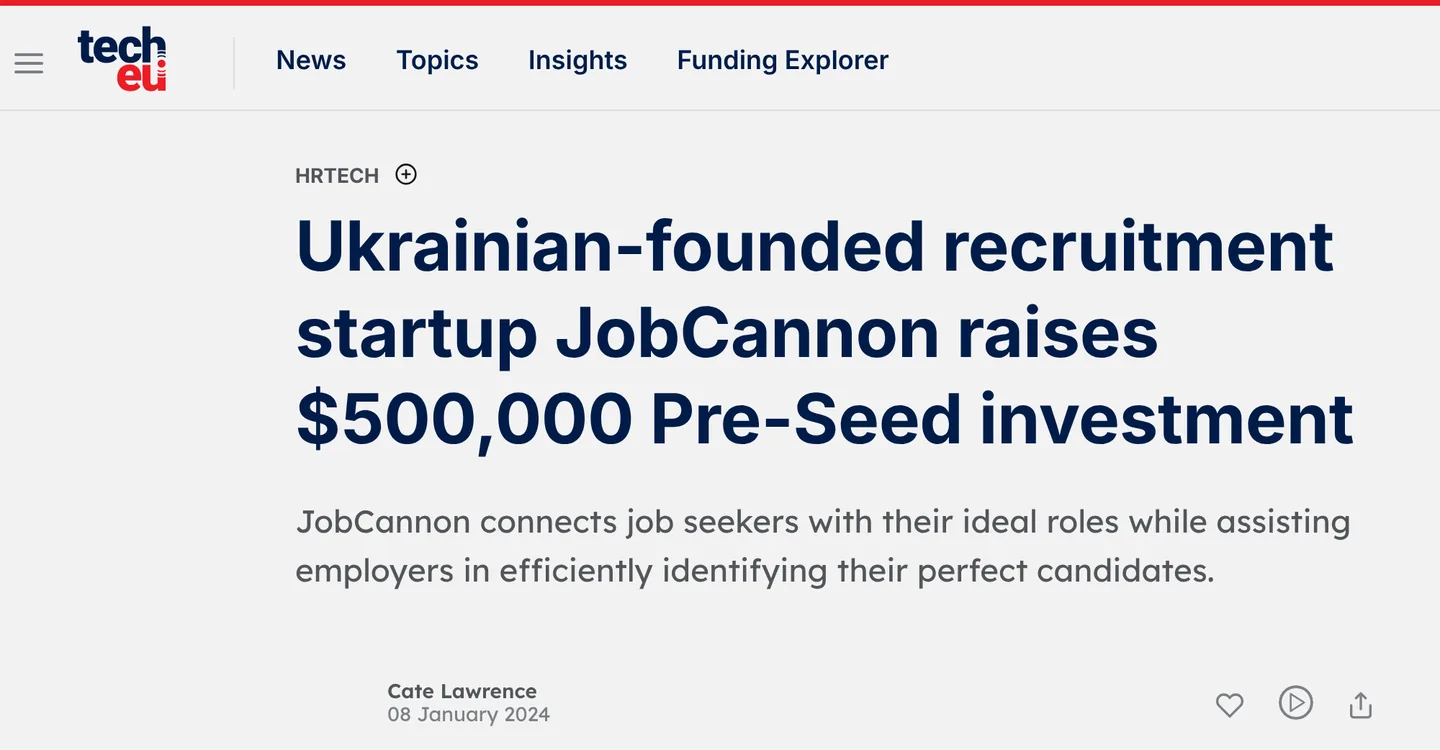 tech
eu
News Topics Insights Funding Explorer
HRTECH
Ukrainian-founded recruitment
startup JobCannon raises
$500,000 Pre-Seed investment
JobCannon connects job seekers with their ideal roles while assisting
employers in efficiently identifying their perfect candidates.
Cate Lawrence
08 January 2024